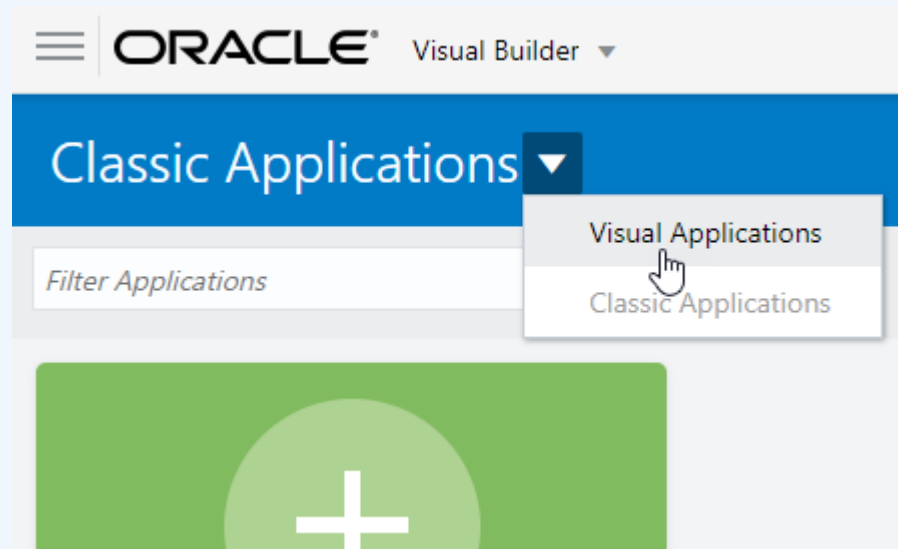 ORACLE® Visual Builder
Classic Applications
Visual Applications
Filter Applications
Classic Applications